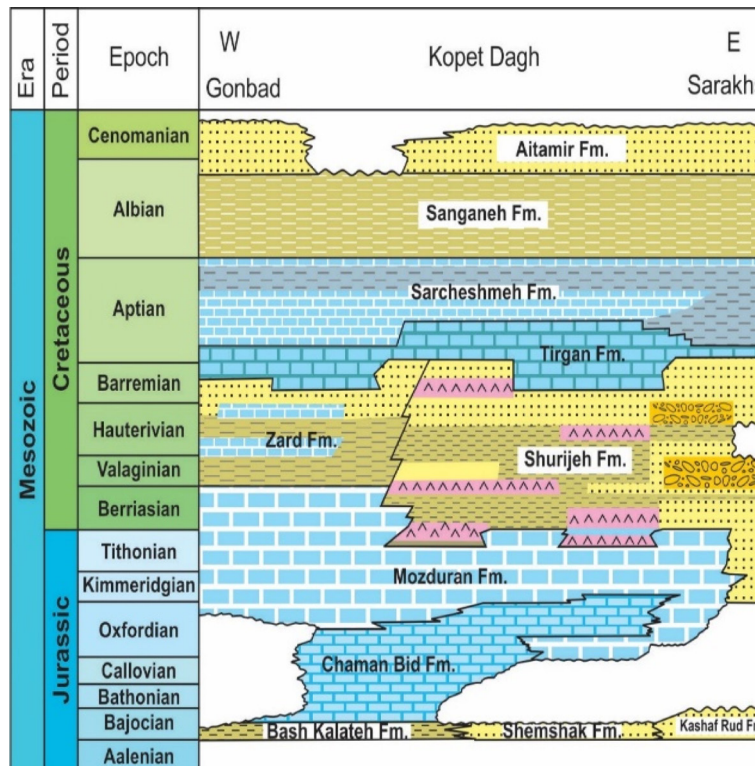 Era
Period
Epoch
W
Gonbad
Kopet Dagh
E
Sarakh
Mesozoic
Cretaceous
Jurassic
Cenomanian
Albian
Aptian
Barremian
Hauterivian
Valaginian
Berriasian
Tithonian
Kimmeridgian
Oxfordian
Callovian
Bathonian
Bajocian
Aalenian
Aitamir Fm.
Sanganeh Fm.
Sarcheshmeh Fm.
Tirgan Fm.
Zard Fm.
Shurijeh Fm.
Mozduran Fm.
Chaman Bid Fm.
Bash Kalateh Fm.
Shemshak Fm.
Kashaf Rud F